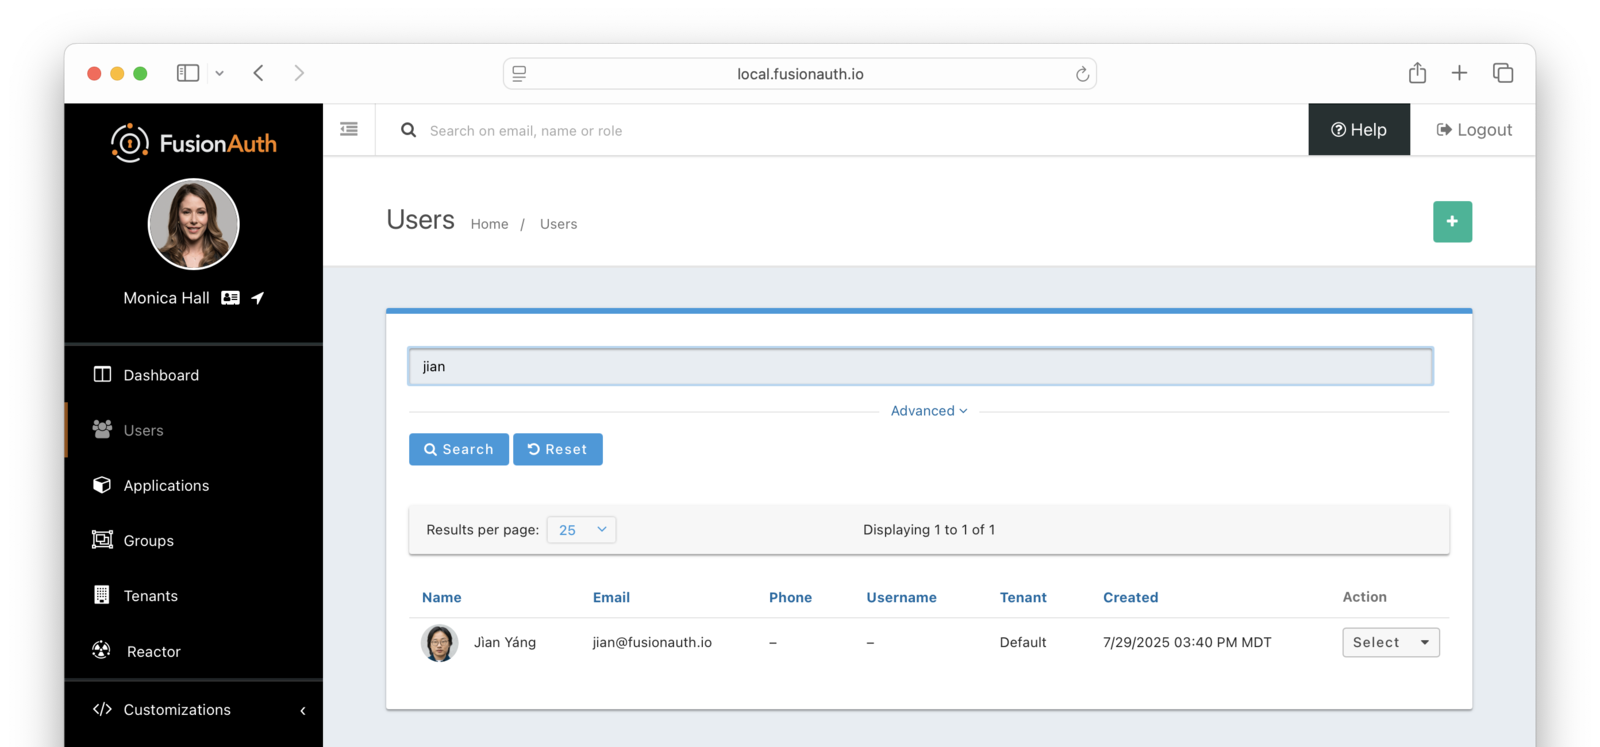 local.fusionauth.io
FusionAuth
Search on email, name or role
Help
Logout
Monica Hall
Users
Home / Users
Dashboard
Users
Applications
Groups
Tenants
Reactor
Customizations
jian
Advanced
Search
Reset
Results per page: 25
Displaying 1 to 1 of 1
Name Email Phone Username Tenant Created Action
Jìan Yáng jian@fusionauth.io – – Default 7/29/2025 03:40 PM MDT Select